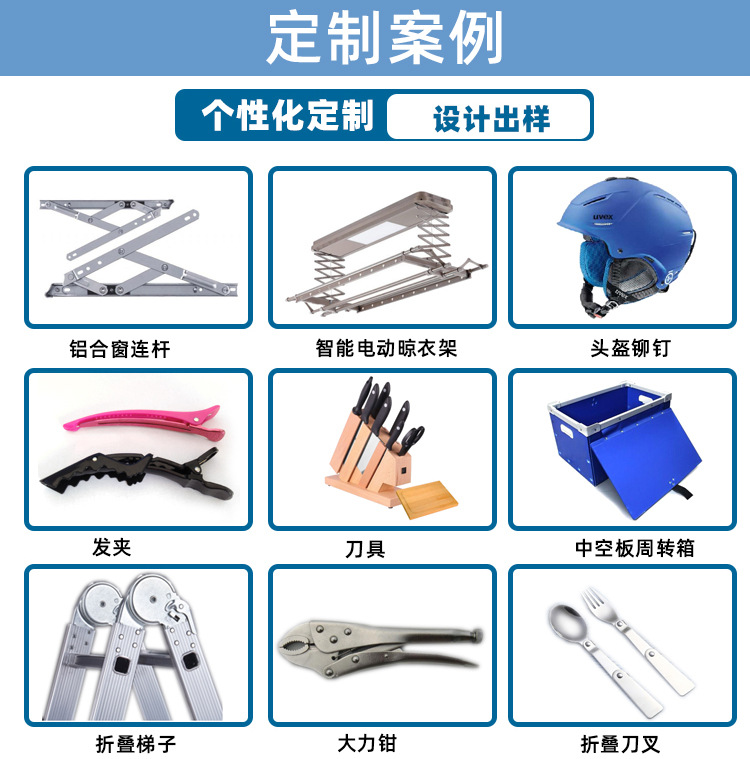 定制案例
个性化定制 设计出样
uvex
铝合窗连杆 智能电动晾衣架 头盔铆钉
发夹 刀具 中空板周转箱
折叠梯子 大力钳 折叠刀叉